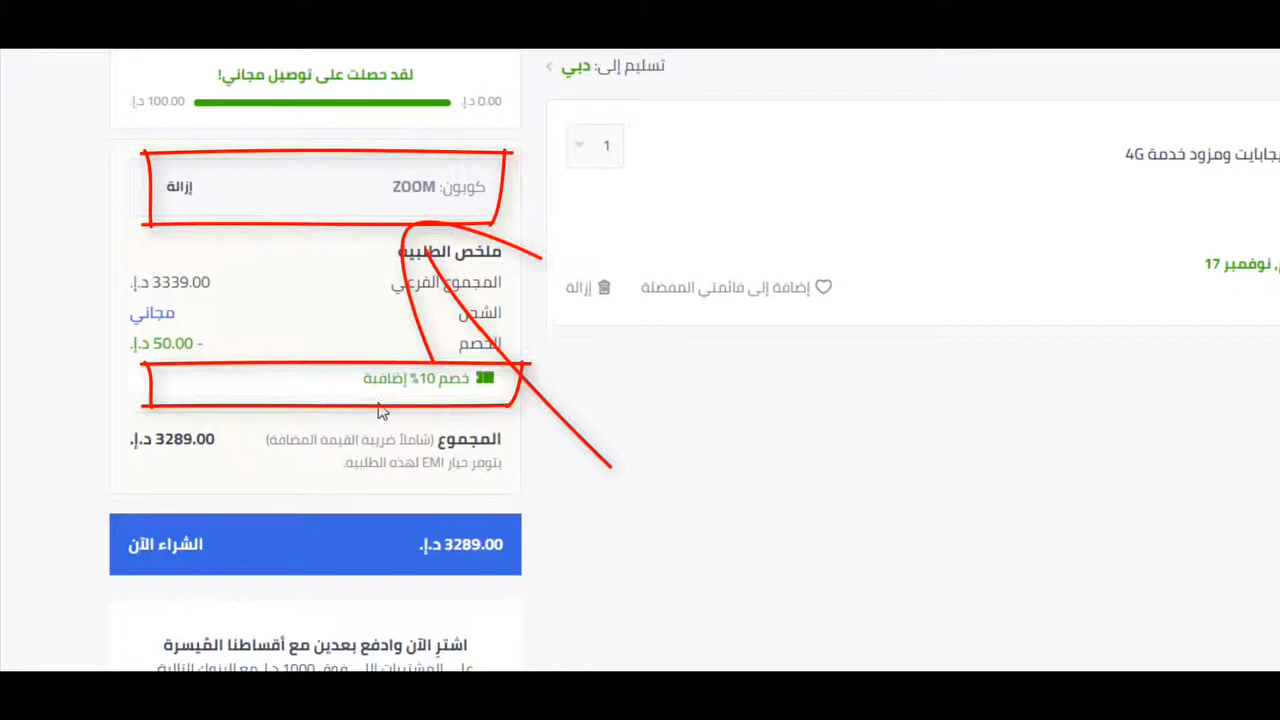 تسليم إلى: دبي
1
ومزود خدمة 4G
نوفمبر 17
إضافة إلى قائمتي المفضلة
إزالة
لقد حصلت على توصيل مجاني!
0.00 د.إ.
100.00 د.إ.
كوبون: ZOOM
إزالة
ملخص الطلبية
المجموع الفرعي 3339.00 د.إ.
الشحن مجاني
الخصم - 50.00 د.إ.
خصم 10% إضافية
المجموع (شاملاً ضريبة القيمة المضافة) 3289.00 د.إ.
يتوفر خيار EMI لهذه الطلبية.
3289.00 د.إ. الشراء الآن
اشترِ الآن وادفع بعدين مع أقساطنا المُيسرة